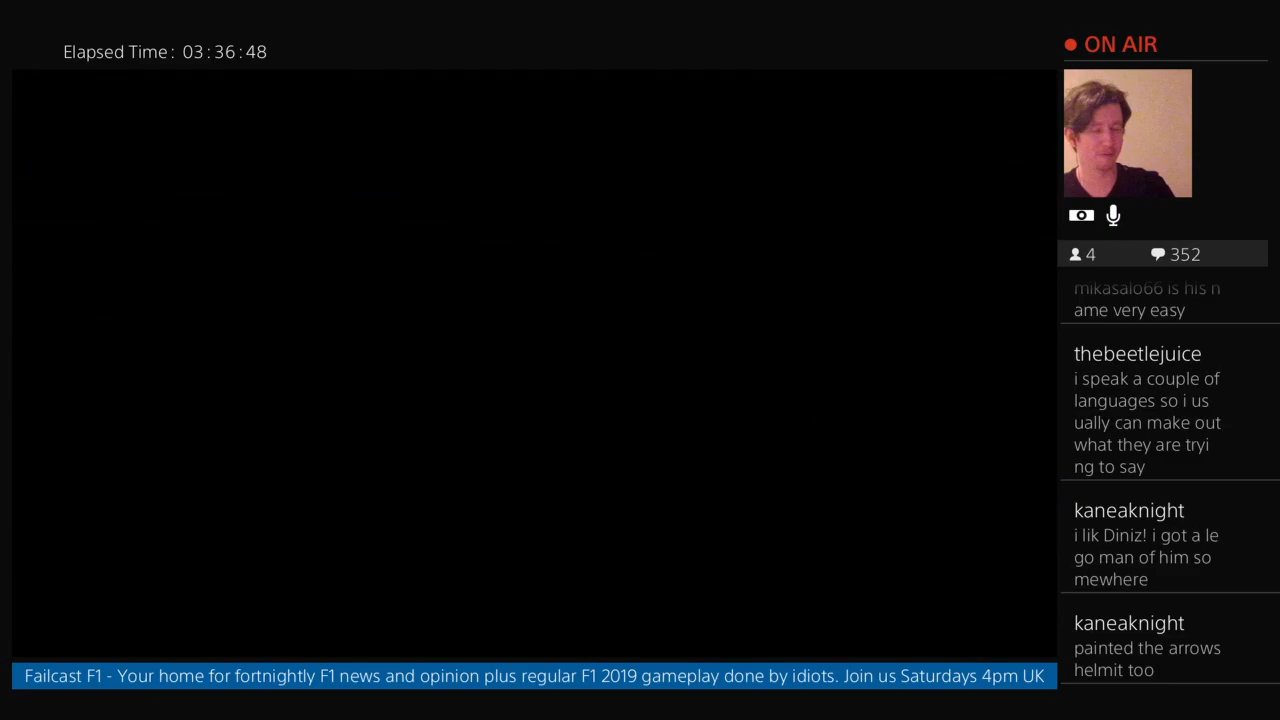 Elapsed Time: 03:36:48
ON AIR
4 352
mikasalo66 is his n
ame very easy
thebeetlejuice
i speak a couple of
languages so i us
ually can make out
what they are tryi
ng to say
kaneaknight
i lik Diniz! i got a le
go man of him so
mewhere
kaneaknight
painted the arrows
helmit too
Failcast F1 - Your home for fortnightly F1 news and opinion plus regular F1 2019 gameplay done by idiots. Join us Saturdays 4pm UK